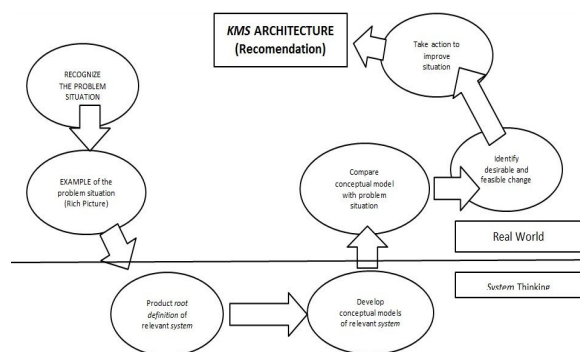 KMS ARCHITECTURE
(Recomendation)
Take action to
improve
situation
RECOGNIZE
THE PROBLEM
SITUATION
EXAMPLE of the
problem situation
(Rich Picture)
Compare
conceptual model
with problem
situation
Identify
desirable and
feasible change
Real World
System Thinking
Product root
definition of
relevant system
Develop
conceptual models
of relevant system